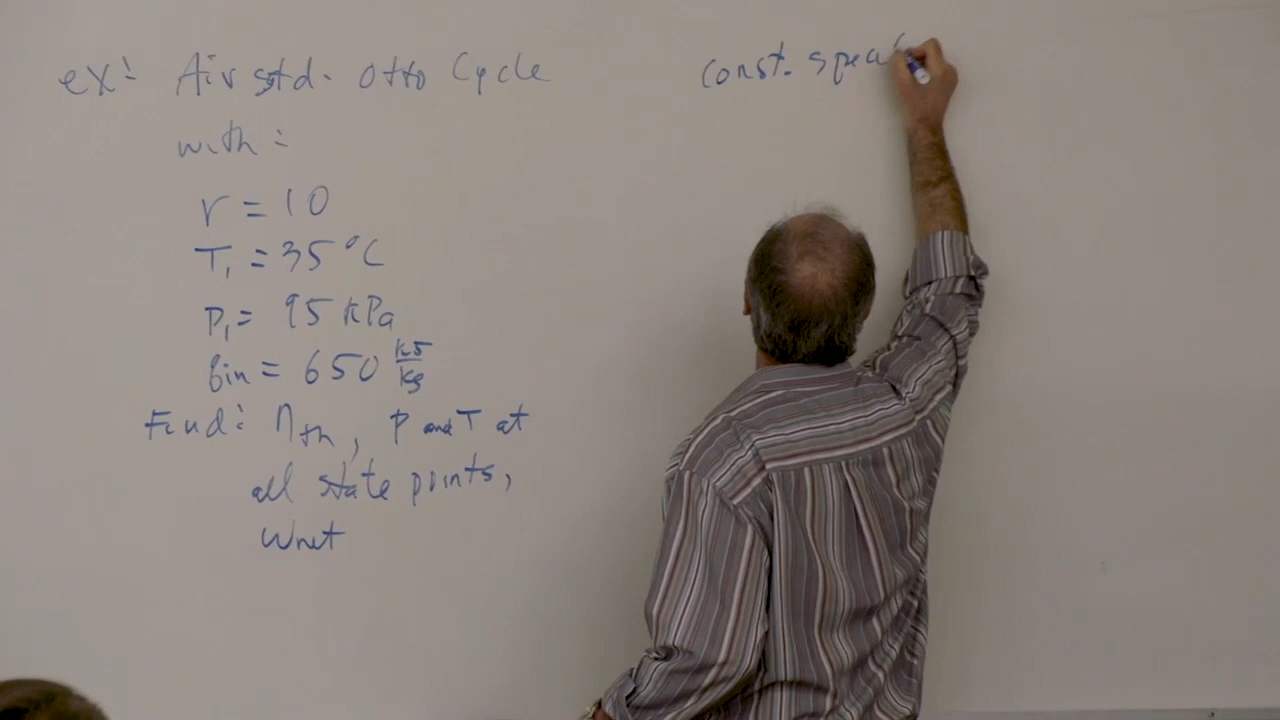 ex: Air std. Otto Cycle
with:
r = 10
T₁ = 35°C
P₁ = 95 kPa
qin = 650 kJ/kg
Find: ηth, P and T at
all state points,
Wnet
const. speci